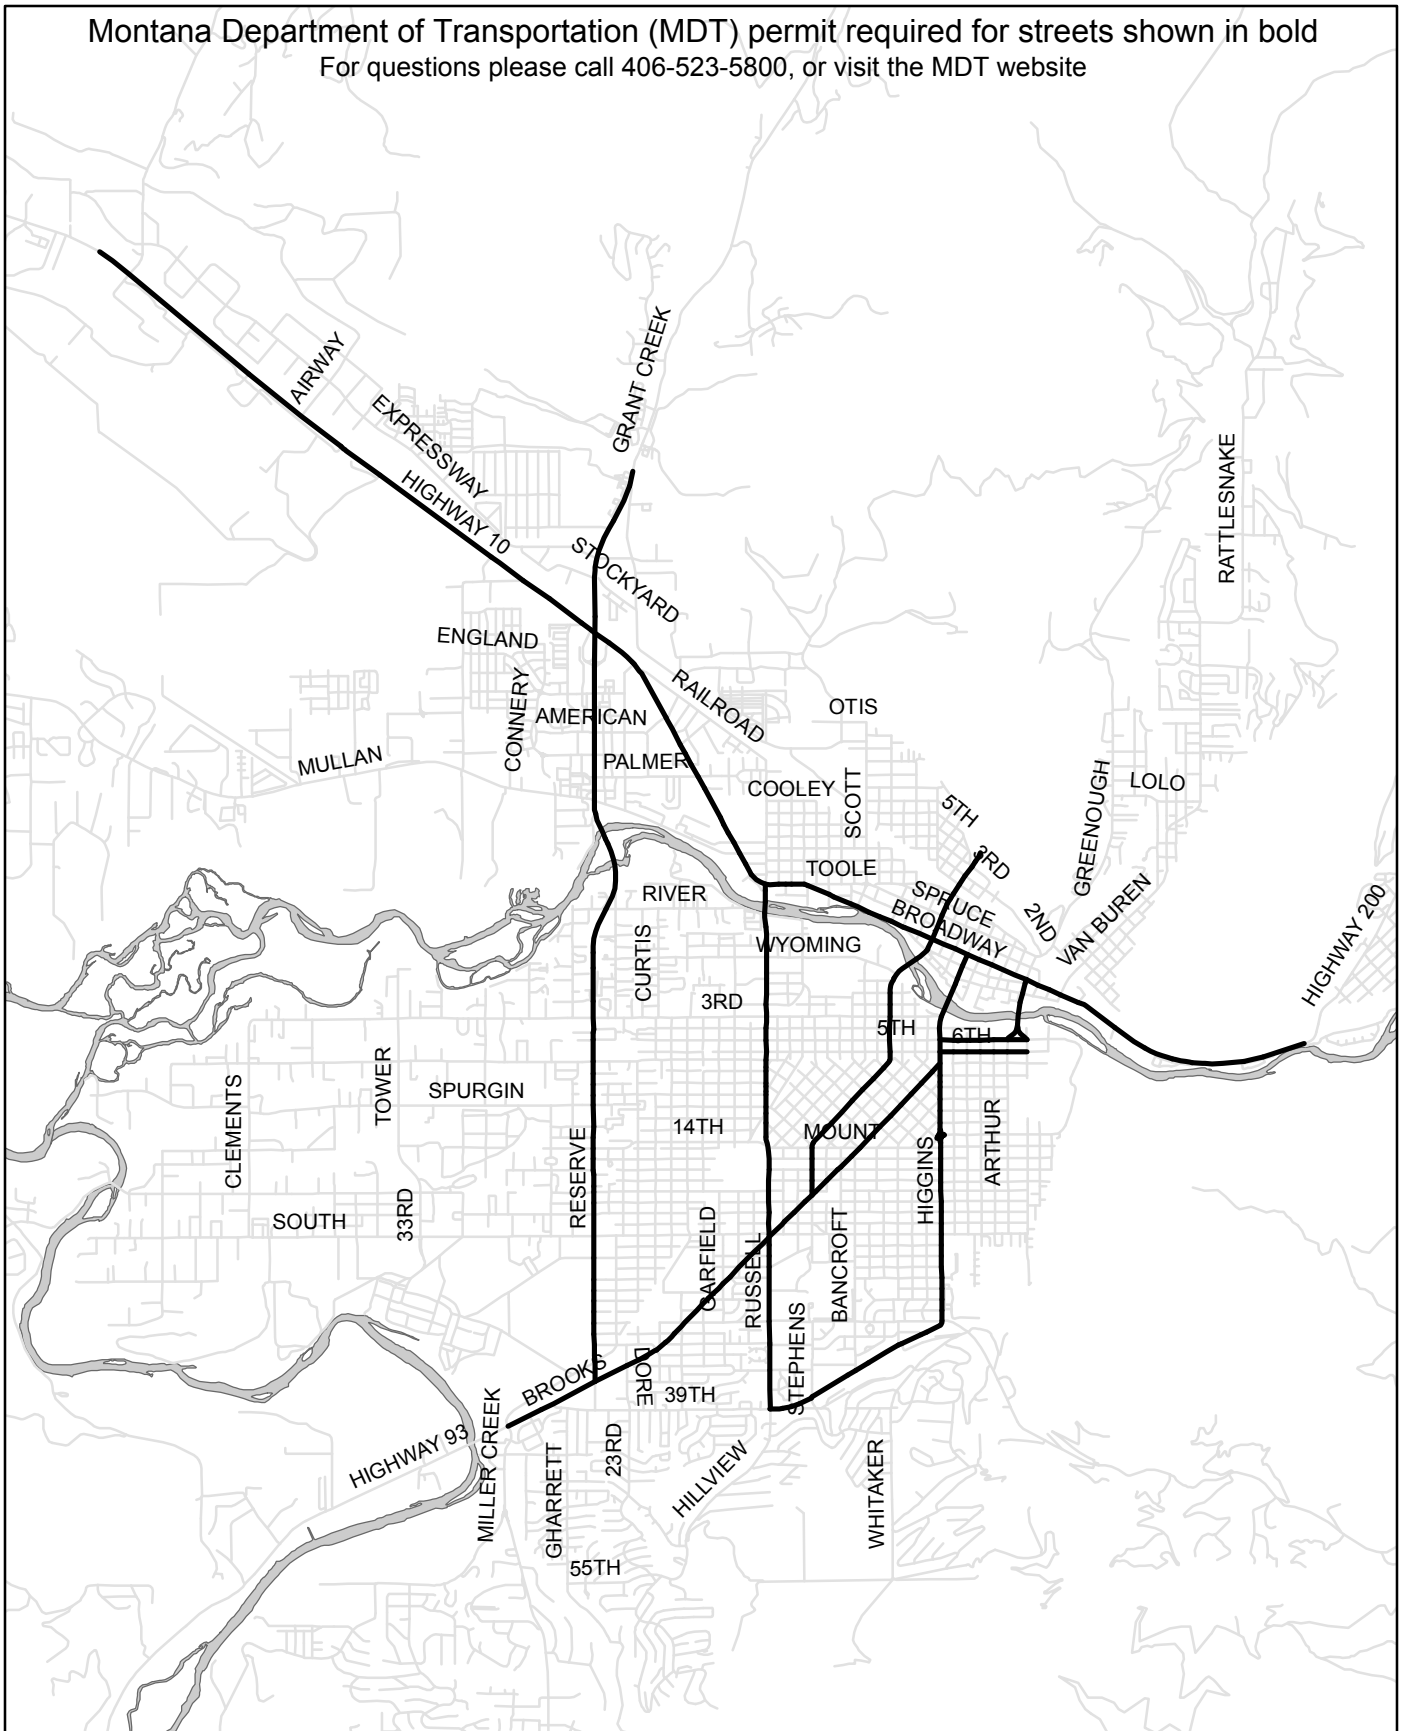 Montana Department of Transportation (MDT) permit required for streets shown in bold
For questions please call 406-523-5800, or visit the MDT website
GRANT CREEK
AIRWAY
EXPRESSWAY
RATTLESNAKE
HIGHWAY 10
STOCKYARD
ENGLAND
RAILROAD
CONNERY
AMERICAN
OTIS
MULLAN
PALMER
COOLEY
SCOTT
LOLO
GREENOUGH
5TH
3RD
TOOLE
RIVER
SPRUCE
BROADWAY
2ND
VAN BUREN
HIGHWAY 200
WYOMING
CURTIS
3RD
5TH
6TH
TOWER
SPURGIN
CLEMENTS
14TH
MOUNT
ARTHUR
RESERVE
HIGGINS
SOUTH
33RD
GARFIELD
RUSSELL
BANCROFT
STEPHENS
BROOKS
DORE
39TH
HIGHWAY 93
MILLER CREEK
GHARRETT
23RD
HILLVIEW
WHITAKER
55TH